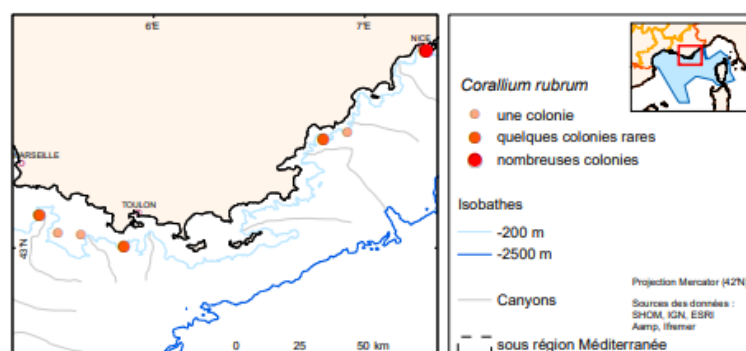 6°E
7°E
NICE
MARSEILLE
TOULON
43°N
0 25 50 km
Corallium rubrum
une colonie
quelques colonies rares
nombreuses colonies
Isobathes
-200 m
-2500 m
Canyons
sous région Méditerranée
Projection Mercator (42°N)
Sources des données :
SHOM, IGN, ESRI
Aamp, Ifremer